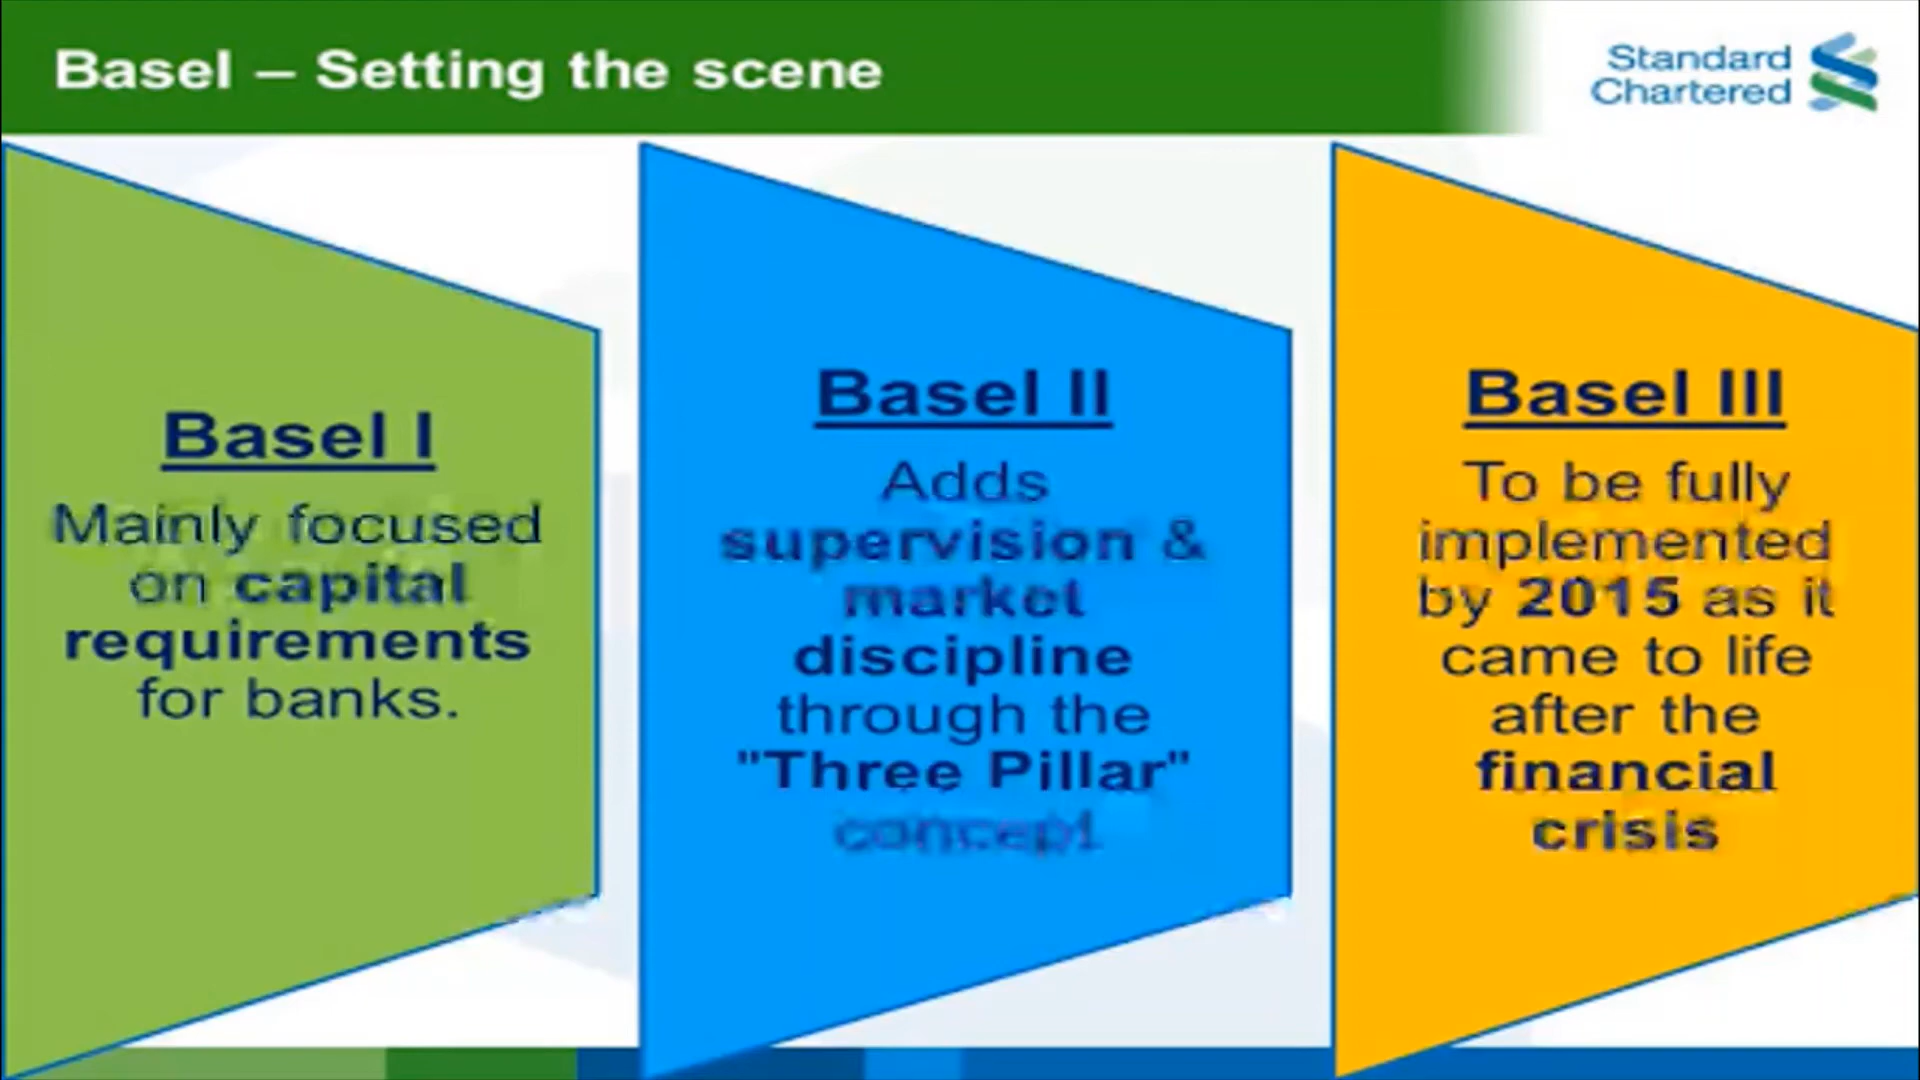 Basel – Setting the scene
Standard
Chartered
Basel I
Mainly focused
on capital
requirements
for banks.
Basel II
Adds
supervision &
market
discipline
through the
"Three Pillar"
concept
Basel III
To be fully
implemented
by 2015 as it
came to life
after the
financial
crisis